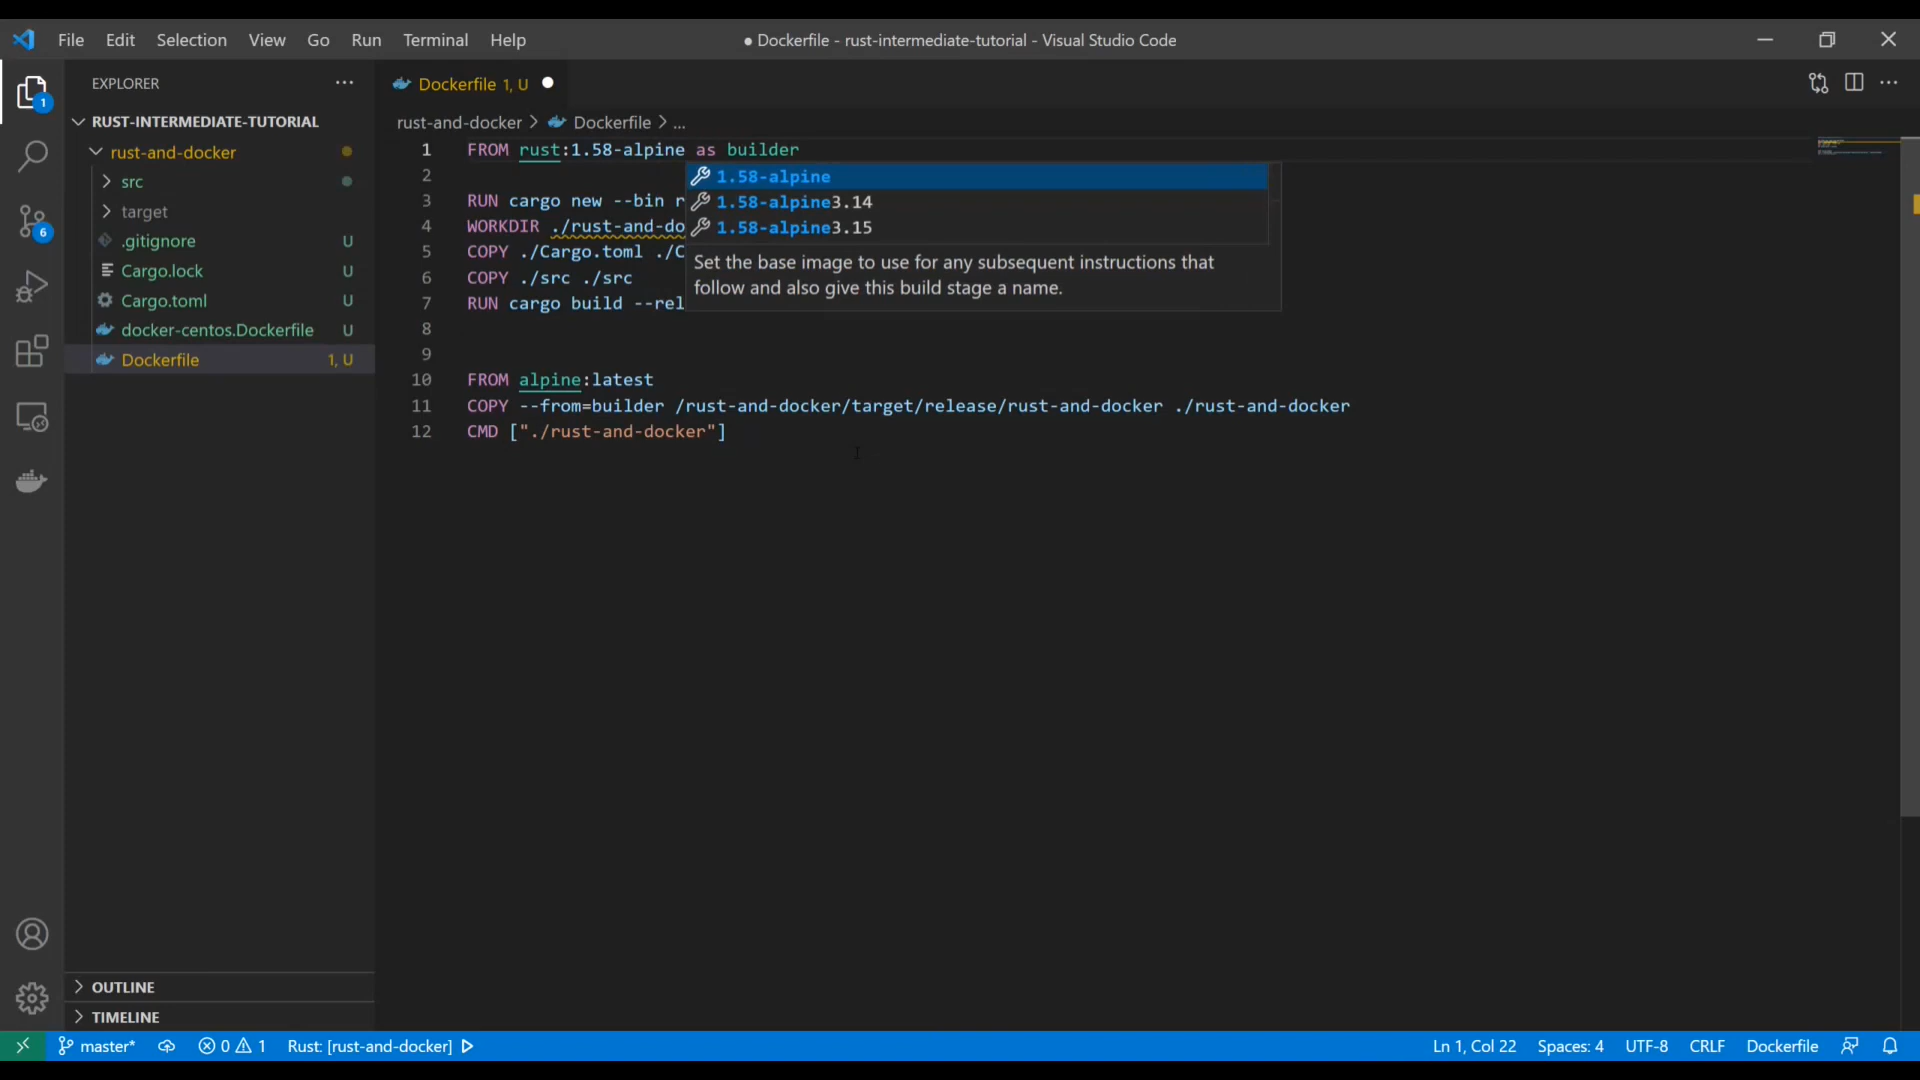 File Edit Selection View Go Run Terminal Help
● Dockerfile - rust-intermediate-tutorial - Visual Studio Code
EXPLORER
RUST-INTERMEDIATE-TUTORIAL
rust-and-docker
src
target
.gitignore U
Cargo.lock U
Cargo.toml U
docker-centos.Dockerfile U
Dockerfile 1, U
OUTLINE
TIMELINE
1
6
Dockerfile 1, U
rust-and-docker > Dockerfile > ...
1 FROM rust:1.58-alpine as builder
2
3 RUN cargo new --bin r
4 WORKDIR ./rust-and-do
5 COPY ./Cargo.toml ./C
6 COPY ./src ./src
7 RUN cargo build --rel
8
9
10 FROM alpine:latest
11 COPY --from=builder /rust-and-docker/target/release/rust-and-docker ./rust-and-docker
12 CMD ["./rust-and-docker"]
1.58-alpine
1.58-alpine3.14
1.58-alpine3.15
Set the base image to use for any subsequent instructions that
follow and also give this build stage a name.
master* 0 1 Rust: [rust-and-docker] Ln 1, Col 22 Spaces: 4 UTF-8 CRLF Dockerfile